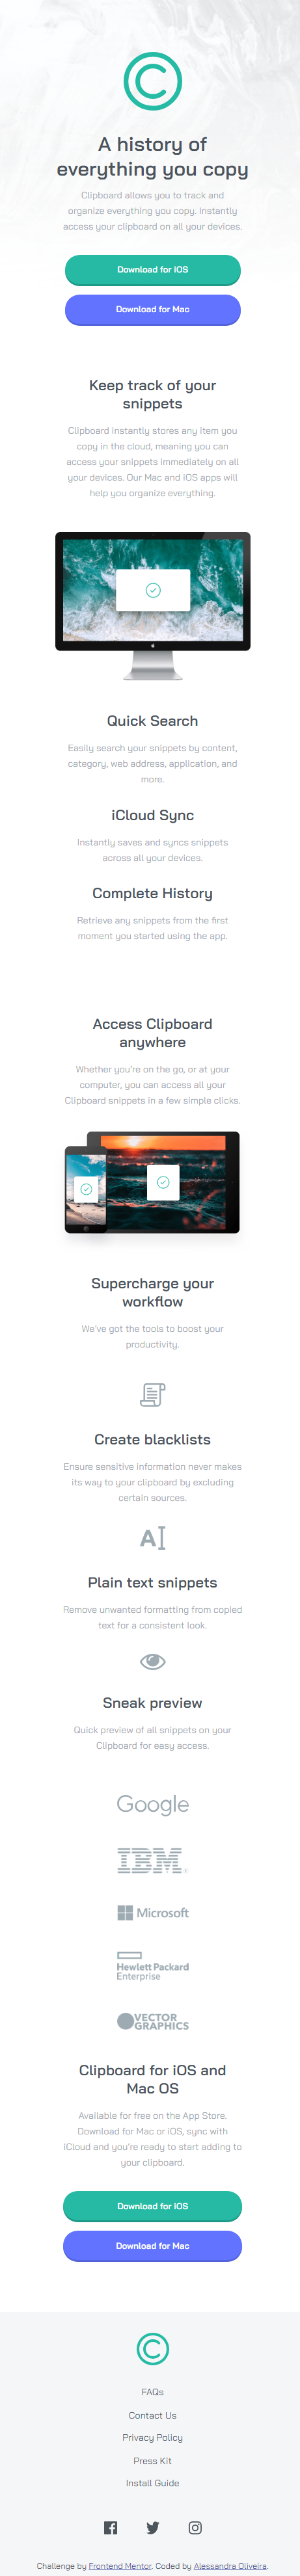 A history of
everything you copy
Clipboard allows you to track and
organize everything you copy. Instantly
access your clipboard on all your devices.
Download for iOS
Download for Mac
Keep track of your
snippets
Clipboard instantly stores any item you
copy in the cloud, meaning you can
access your snippets immediately on all
your devices. Our Mac and iOS apps will
help you organize everything.
Quick Search
Easily search your snippets by content,
category, web address, application, and
more.
iCloud Sync
Instantly saves and syncs snippets
across all your devices.
Complete History
Retrieve any snippets from the first
moment you started using the app.
Access Clipboard
anywhere
Whether you're on the go, or at your
computer, you can access all your
Clipboard snippets in a few simple clicks.
Supercharge your
workflow
We've got the tools to boost your
productivity.
Create blacklists
Ensure sensitive information never makes
its way to your clipboard by excluding
certain sources.
A
Plain text snippets
Remove unwanted formatting from copied
text for a consistent look.
Sneak preview
Quick preview of all snippets on your
Clipboard for easy access.
Google
IBM
Microsoft
Hewlett Packard
Enterprise
VECTOR
GRAPHICS
Clipboard for iOS and
Mac OS
Available for free on the App Store.
Download for Mac or iOS, sync with
iCloud and you're ready to start adding to
your clipboard.
Download for iOS
Download for Mac
FAQs
Contact Us
Privacy Policy
Press Kit
Install Guide
Challenge by Frontend Mentor. Coded by Alessandra Oliveira.